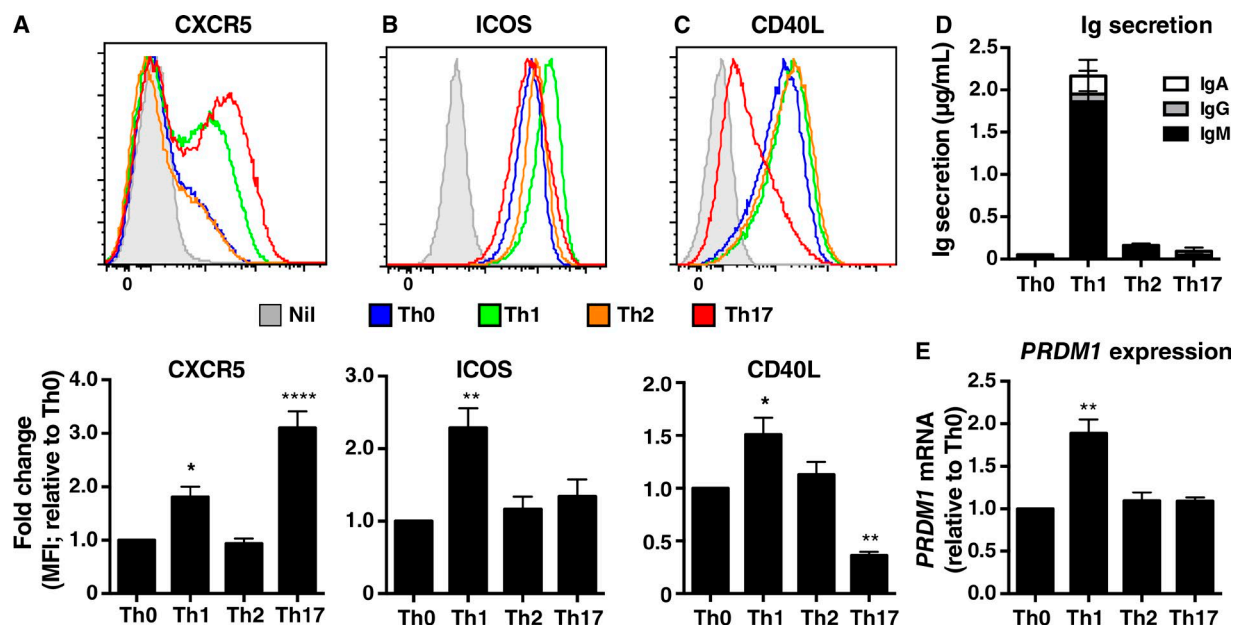 A CXCR5
B ICOS
C CD40L
0
0
0
Nil Th0 Th1 Th2 Th17
D Ig secretion
Ig secretion (µg/mL)
2.5
2.0
1.5
1.0
0.5
0
IgA
IgG
IgM
Th0 Th1 Th2 Th17
CXCR5
Fold change
(MFI; relative to Th0)
4.0
3.0
2.0
1.0
0
* ****
Th0 Th1 Th2 Th17
ICOS
3.0
2.0
1.0
0
**
Th0 Th1 Th2 Th17
CD40L
2.0
1.5
1.0
0.5
0
* **
Th0 Th1 Th2 Th17
E PRDM1 expression
PRDM1 mRNA
(relative to Th0)
2.5
2.0
1.5
1.0
0.5
0.0
**
Th0 Th1 Th2 Th17